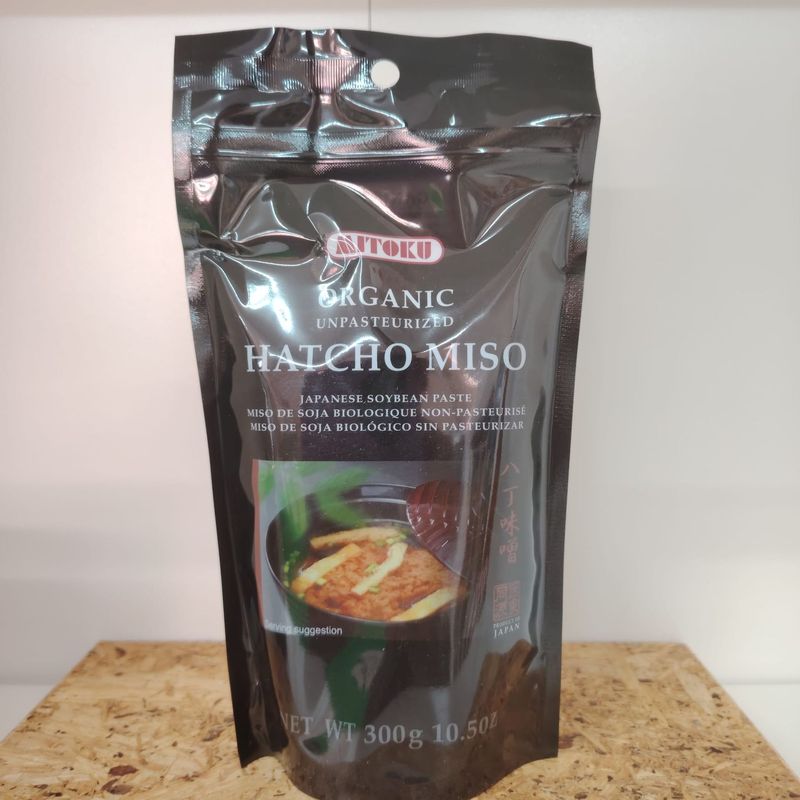 MITOKU
ORGANIC
UNPASTEURIZED
HATCHO MISO
JAPANESE SOYBEAN PASTE
MISO DE SOJA BIOLOGIQUE NON-PASTEURISÉ
MISO DE SOJA BIOLÓGICO SIN PASTEURIZAR
八丁味噌
Serving suggestion
PRODUCT OF
JAPAN
NET WT 300g 10.5oz